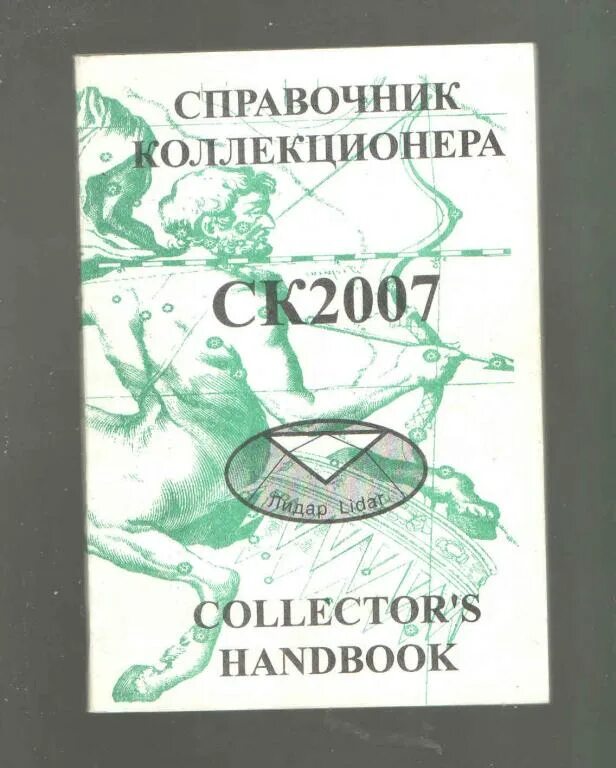 СПРАВОЧНИК
КОЛЛЕКЦИОНЕРА
СК2007
Лидар Lidar
COLLECTOR'S
HANDBOOK